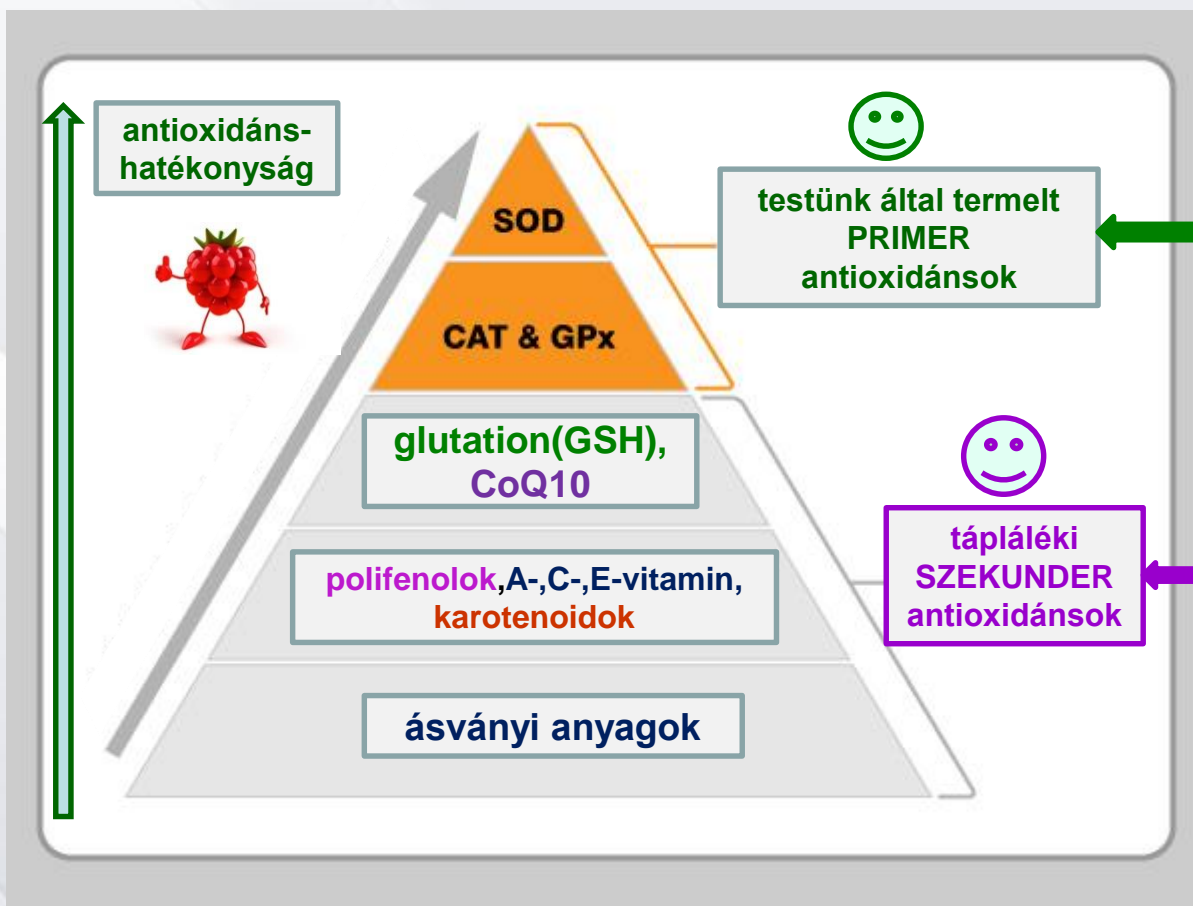 antioxidáns-
hatékonyság
testünk által termelt
PRIMER
antioxidánsok
SOD
CAT & GPx
glutation(GSH),
CoQ10
tápláléki
SZEKUNDER
antioxidánsok
polifenolok,A-,C-,E-vitamin,
karotenoidok
ásványi anyagok